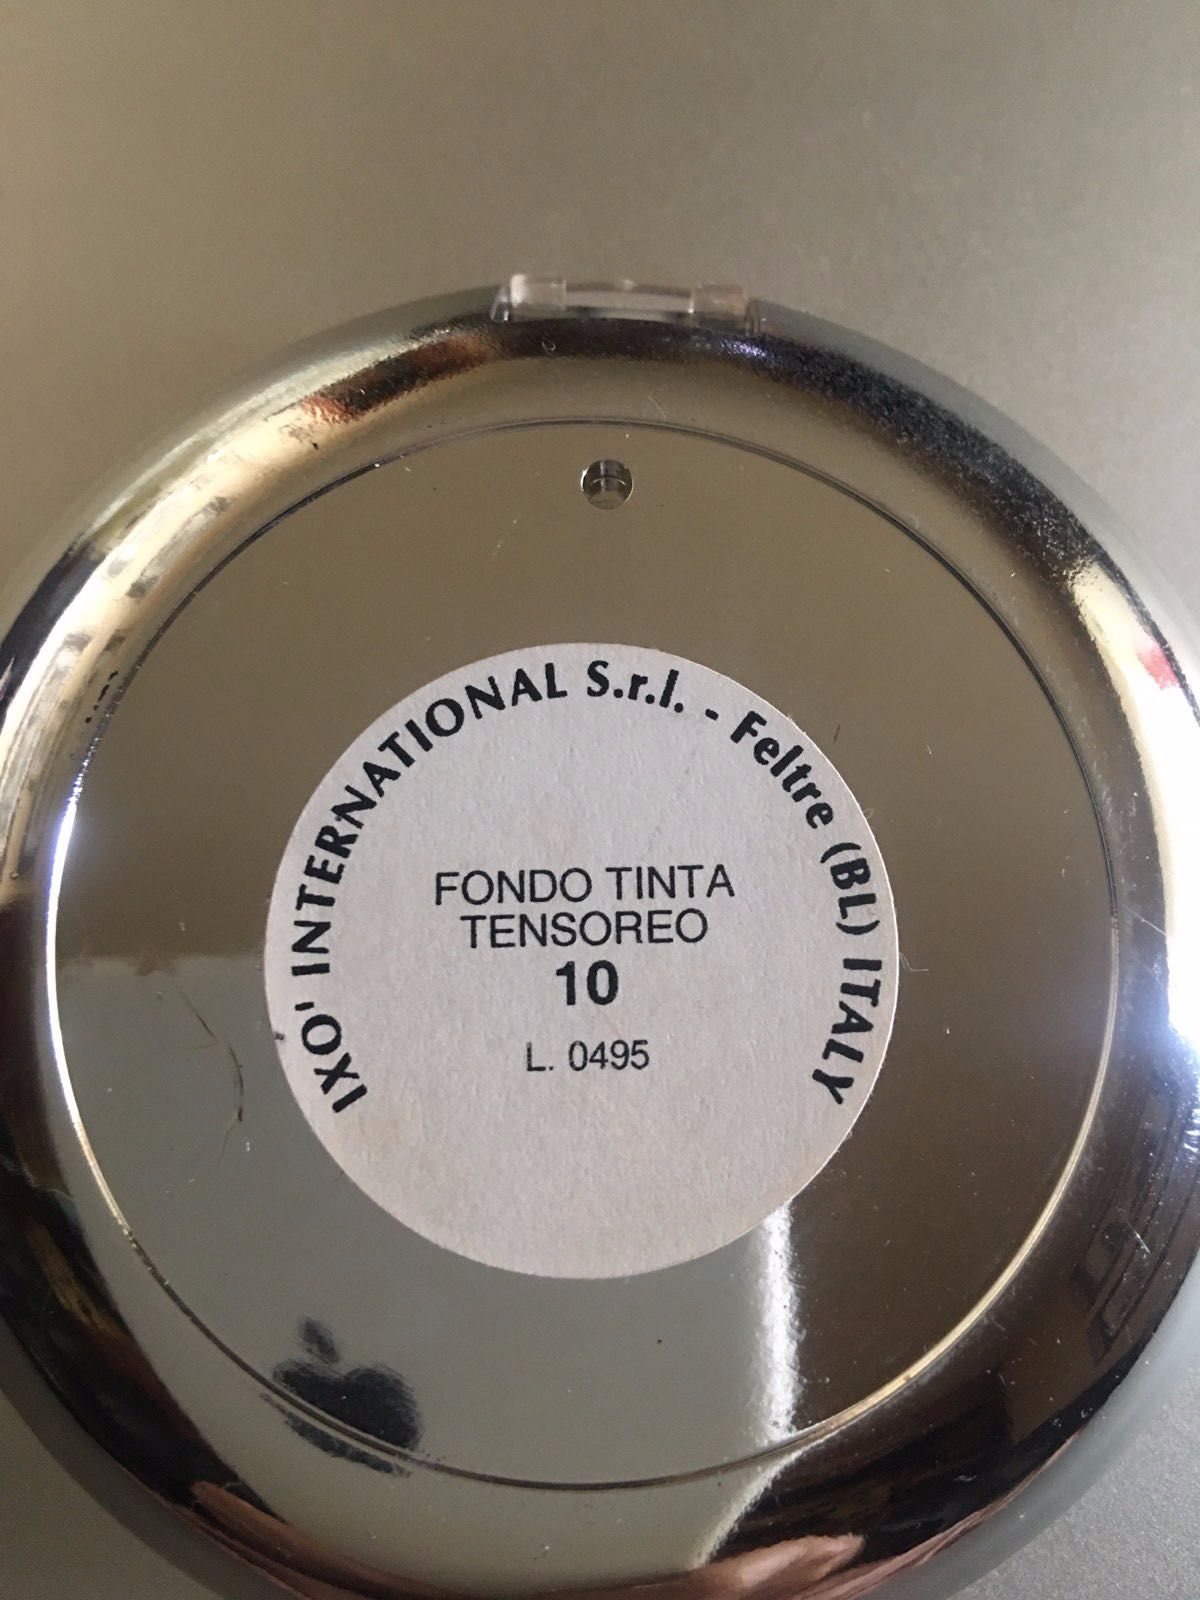 IXO' INTERNATIONAL S.r.l. - Feltre (BL) ITALY
FONDO TINTA
TENSOREO
10
L. 0495